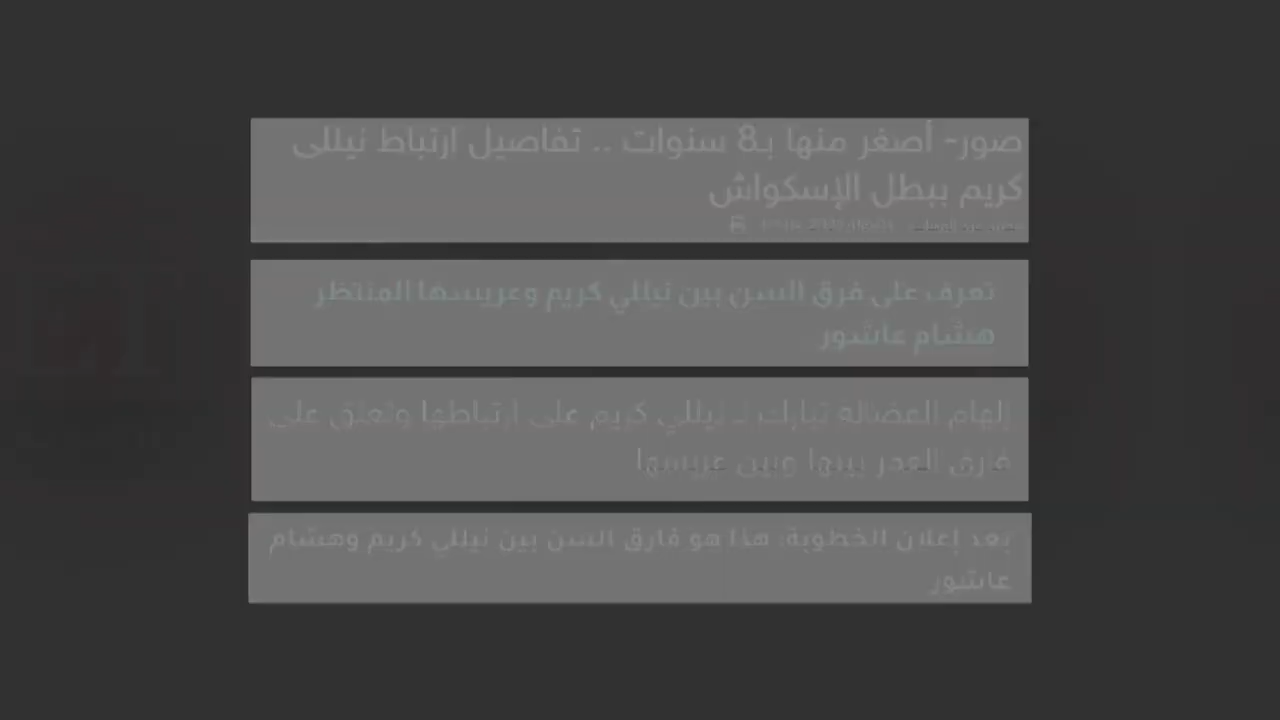 صور- أصغر منها بـ8 سنوات .. تفاصيل ارتباط نيللى
كريم ببطل الإسكواش
تعرف على فرق السن بين نيللي كريم وعريسها المنتظر
هشام عاشور
إلهام الفضالة تبارك لـ نيللي كريم على ارتباطها وتعلق على
فارق العمر بينها وبين عريسها
بعد إعلان الخطوبة: هذا هو فارق السن بين نيللي كريم وهشام
عاشور